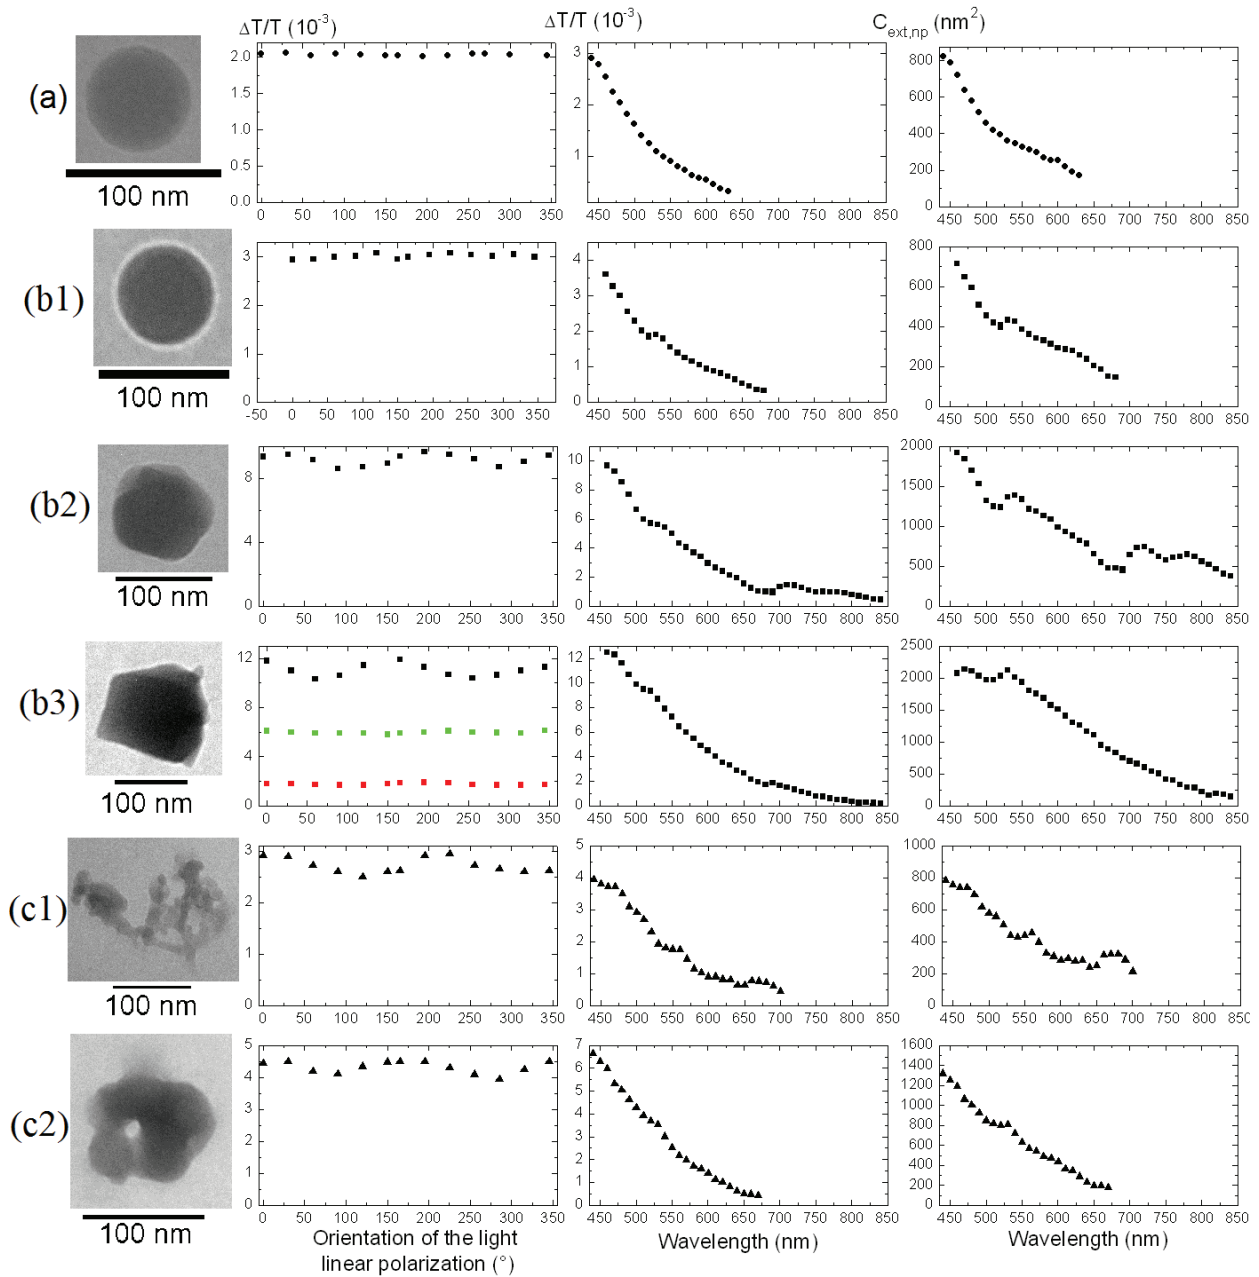 ΔT/T (10⁻³)
ΔT/T (10⁻³)
C_ext,np (nm²)
(a)
100 nm
2.0
1.5
1.0
0.5
0.0
0 50 100 150 200 250 300 350
3
2
1
450 500 550 600 650 700 750 800 850
800
600
400
200
0
450 500 550 600 650 700 750 800 850
(b1)
100 nm
3
2
1
0
-50 0 50 100 150 200 250 300 350
4
3
2
1
0
450 500 550 600 650 700 750 800 850
800
600
400
200
0
450 500 550 600 650 700 750 800 850
(b2)
100 nm
8
4
0
0 50 100 150 200 250 300 350
10
8
6
4
2
0
450 500 550 600 650 700 750 800 850
2000
1500
1000
500
0
450 500 550 600 650 700 750 800 850
(b3)
100 nm
12
8
4
0
0 50 100 150 200 250 300 350
12
10
8
6
4
2
0
450 500 550 600 650 700 750 800 850
2500
2000
1500
1000
500
0
450 500 550 600 650 700 750 800 850
(c1)
100 nm
3
2
1
0
0 50 100 150 200 250 300 350
5
4
3
2
1
0
450 500 550 600 650 700 750 800 850
1000
800
600
400
200
0
450 500 550 600 650 700 750 800 850
(c2)
100 nm
5
4
3
2
1
0
0 50 100 150 200 250 300 350
Orientation of the light
linear polarization (°)
7
6
5
4
3
2
1
0
450 500 550 600 650 700 750 800 850
Wavelength (nm)
1600
1400
1200
1000
800
600
400
200
0
450 500 550 600 650 700 750 800 850
Wavelength (nm)